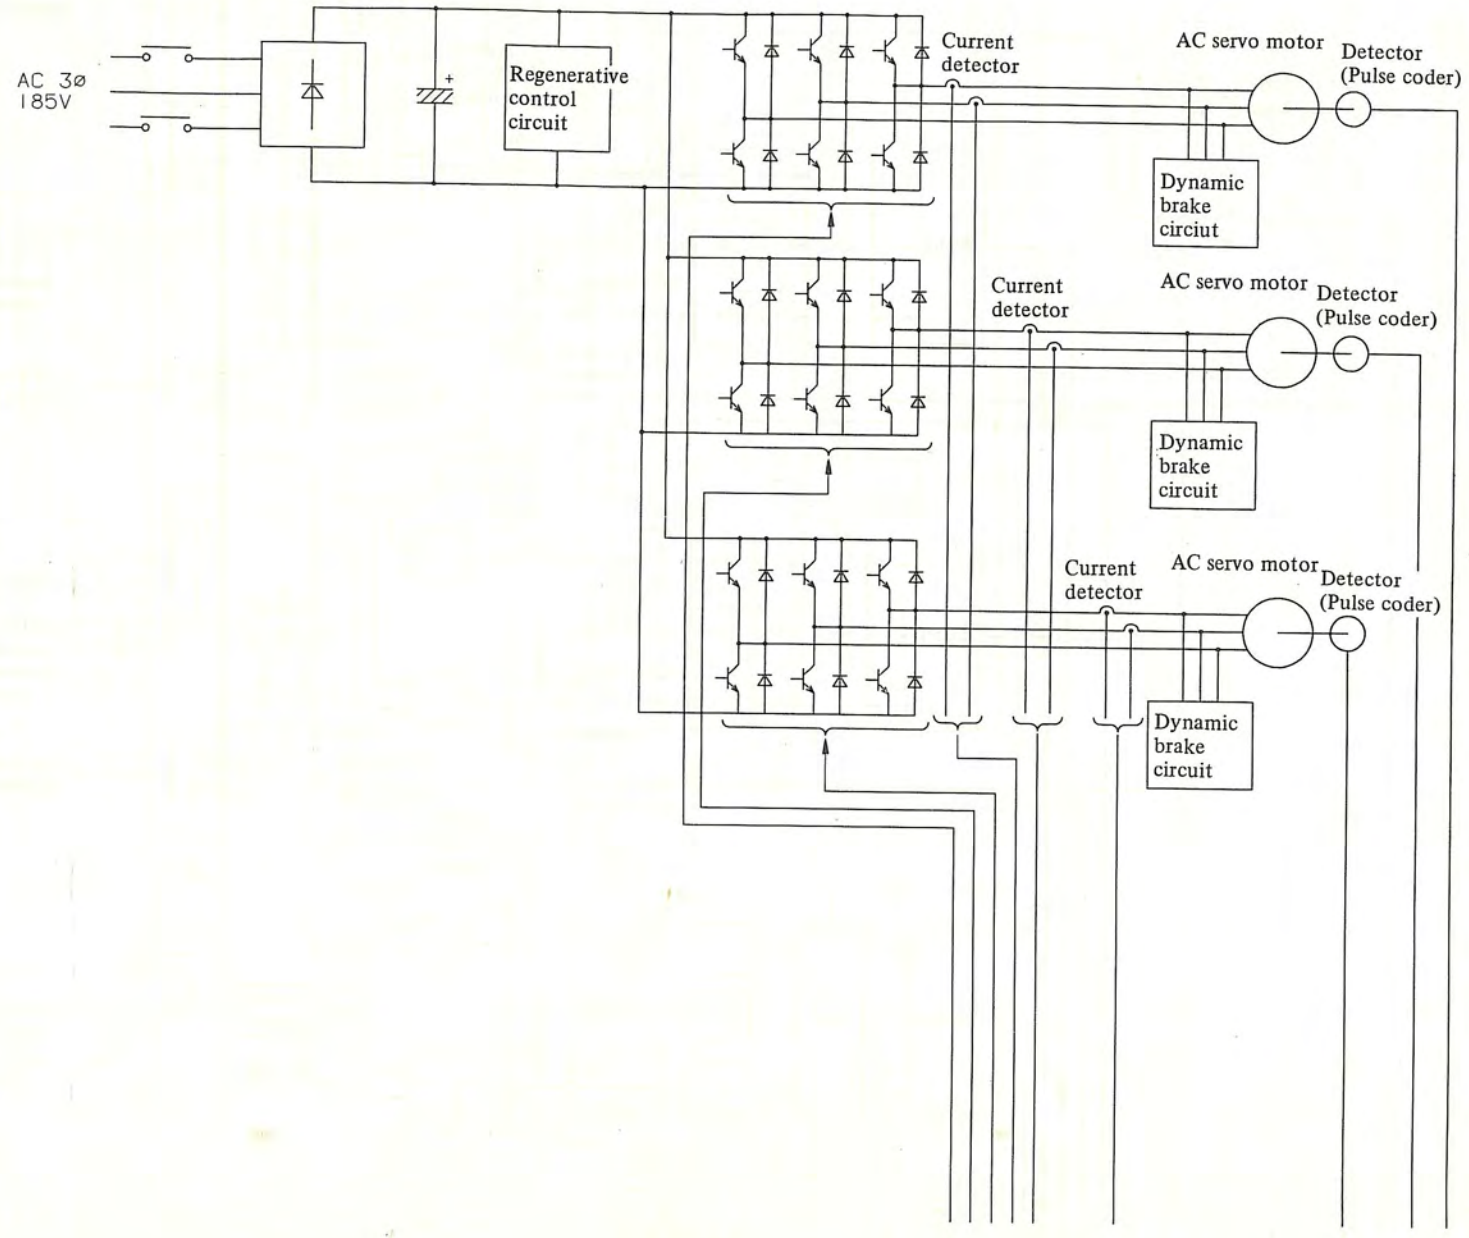 AC 3ø
185V
Regenerative
control
circuit
Current
detector
AC servo motor
Detector
(Pulse coder)
Dynamic
brake
circiut
Current
detector
AC servo motor
Detector
(Pulse coder)
Dynamic
brake
circuit
Current
detector
AC servo motor
Detector
(Pulse coder)
Dynamic
brake
circuit
+